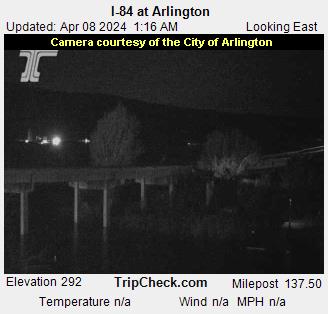 I-84 at Arlington
Updated: Apr 08 2024 1:16 AM Looking East
Camera courtesy of the City of Arlington
Elevation 292 TripCheck.com Milepost 137.50
Temperature n/a Wind n/a MPH n/a